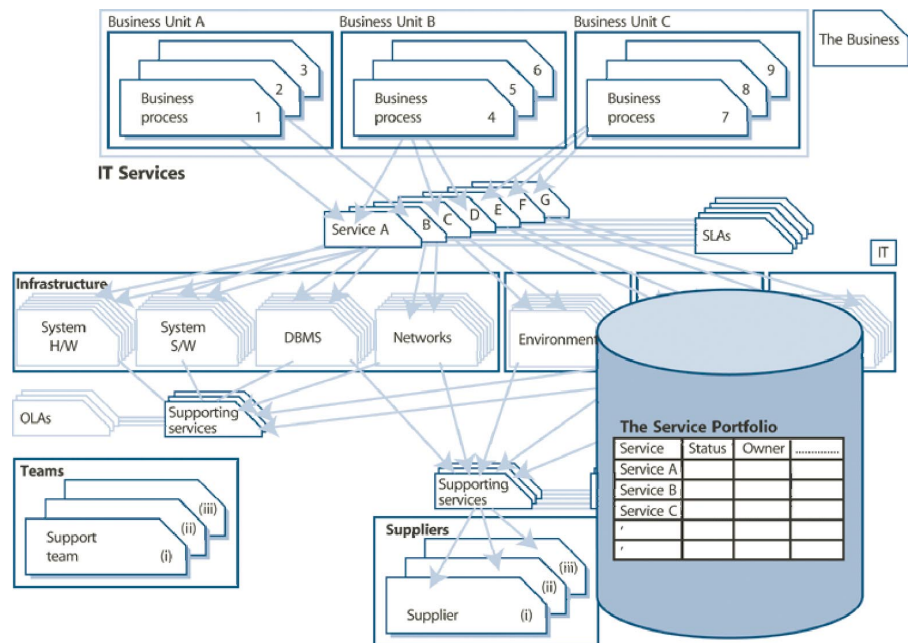 Business Unit A
Business Unit B
Business Unit C
The Business
3
2
Business
process 1
6
5
Business
process 4
9
8
Business
process 7
IT Services
Service A
B
C
D
E
F
G
SLAs
IT
Infrastructure
System
H/W
System
S/W
DBMS
Networks
Environment
OLAs
Supporting
services
Teams
(iii)
(ii)
Support
team (i)
Supporting
services
Suppliers
(iii)
(ii)
Supplier (i)
The Service Portfolio
Service Status Owner ..............
Service A
Service B
Service C
'
'